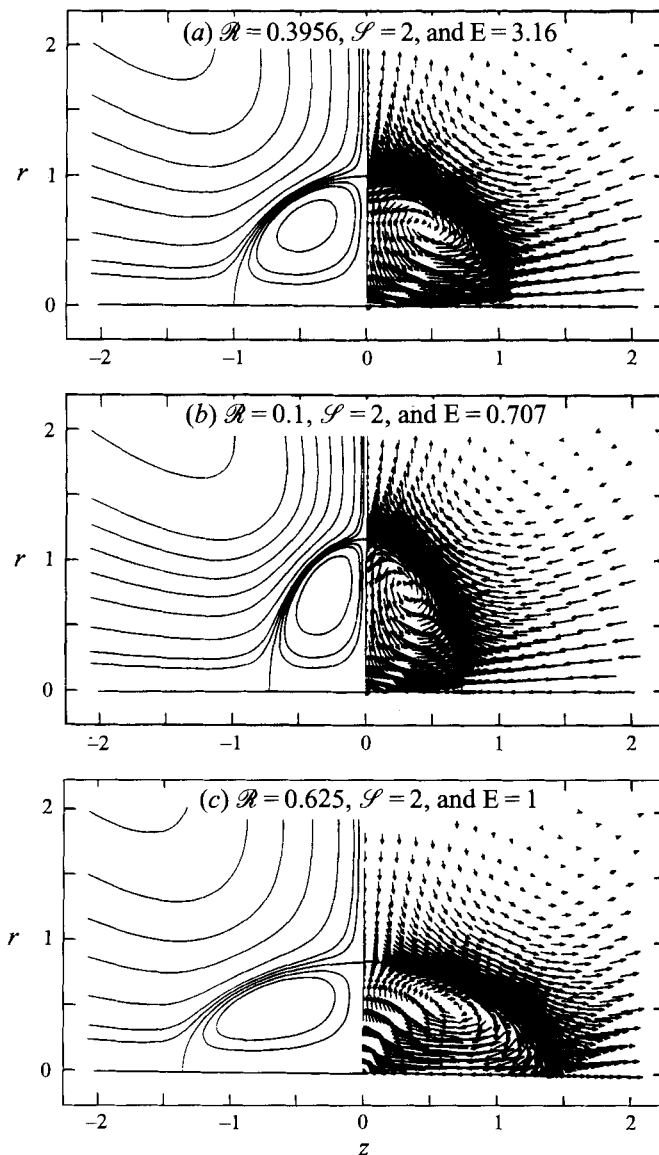 (a) ℛ = 0.3956, 𝒮 = 2, and E = 3.16
2
r
1
0
−2 −1 0 1 2
(b) ℛ = 0.1, 𝒮 = 2, and E = 0.707
2
r
1
0
−2 −1 0 1 2
(c) ℛ = 0.625, 𝒮 = 2, and E = 1
2
r
1
0
−2 −1 0 1 2
z